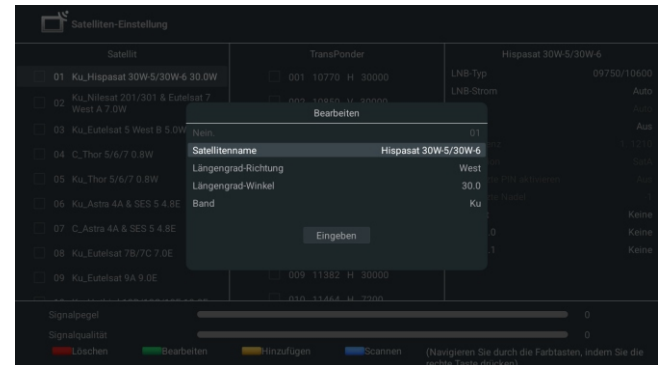 Satelliten-Einstellung
Satellit
TransPonder
Hispasat 30W-5/30W-6
01 Ku_Hispasat 30W-5/30W-6 30.0W
02 Ku_Nilesat 201/301 & Eutelsat 7
West A 7.0W
03 Ku_Eutelsat 5 West B 5.0W
04 C_Thor 5/6/7 0.8W
05 Ku_Thor 5/6/7 0.8W
06 Ku_Astra 4A & SES 5 4.8E
07 C_Astra 4A & SES 5 4.8E
08 Ku_Eutelsat 7B/7C 7.0E
09 Ku_Eutelsat 9A 9.0E
001 10770 H 30000
009 11382 H 30000
010 11464 H 7200
LNB-Typ 09750/10600
LNB-Strom Auto
Auto
Aus
Keine
.0 Keine
.1 Keine
Bearbeiten
Nein. 01
Satellitenname Hispasat 30W-5/30W-6
Längengrad-Richtung West
Längengrad-Winkel 30.0
Band Ku
Eingeben
Signalpegel 0
Signalqualität 0
Löschen Bearbeiten Hinzufügen Scannen (Navigieren Sie durch die Farbtasten, indem Sie die
rechte Taste drücken)